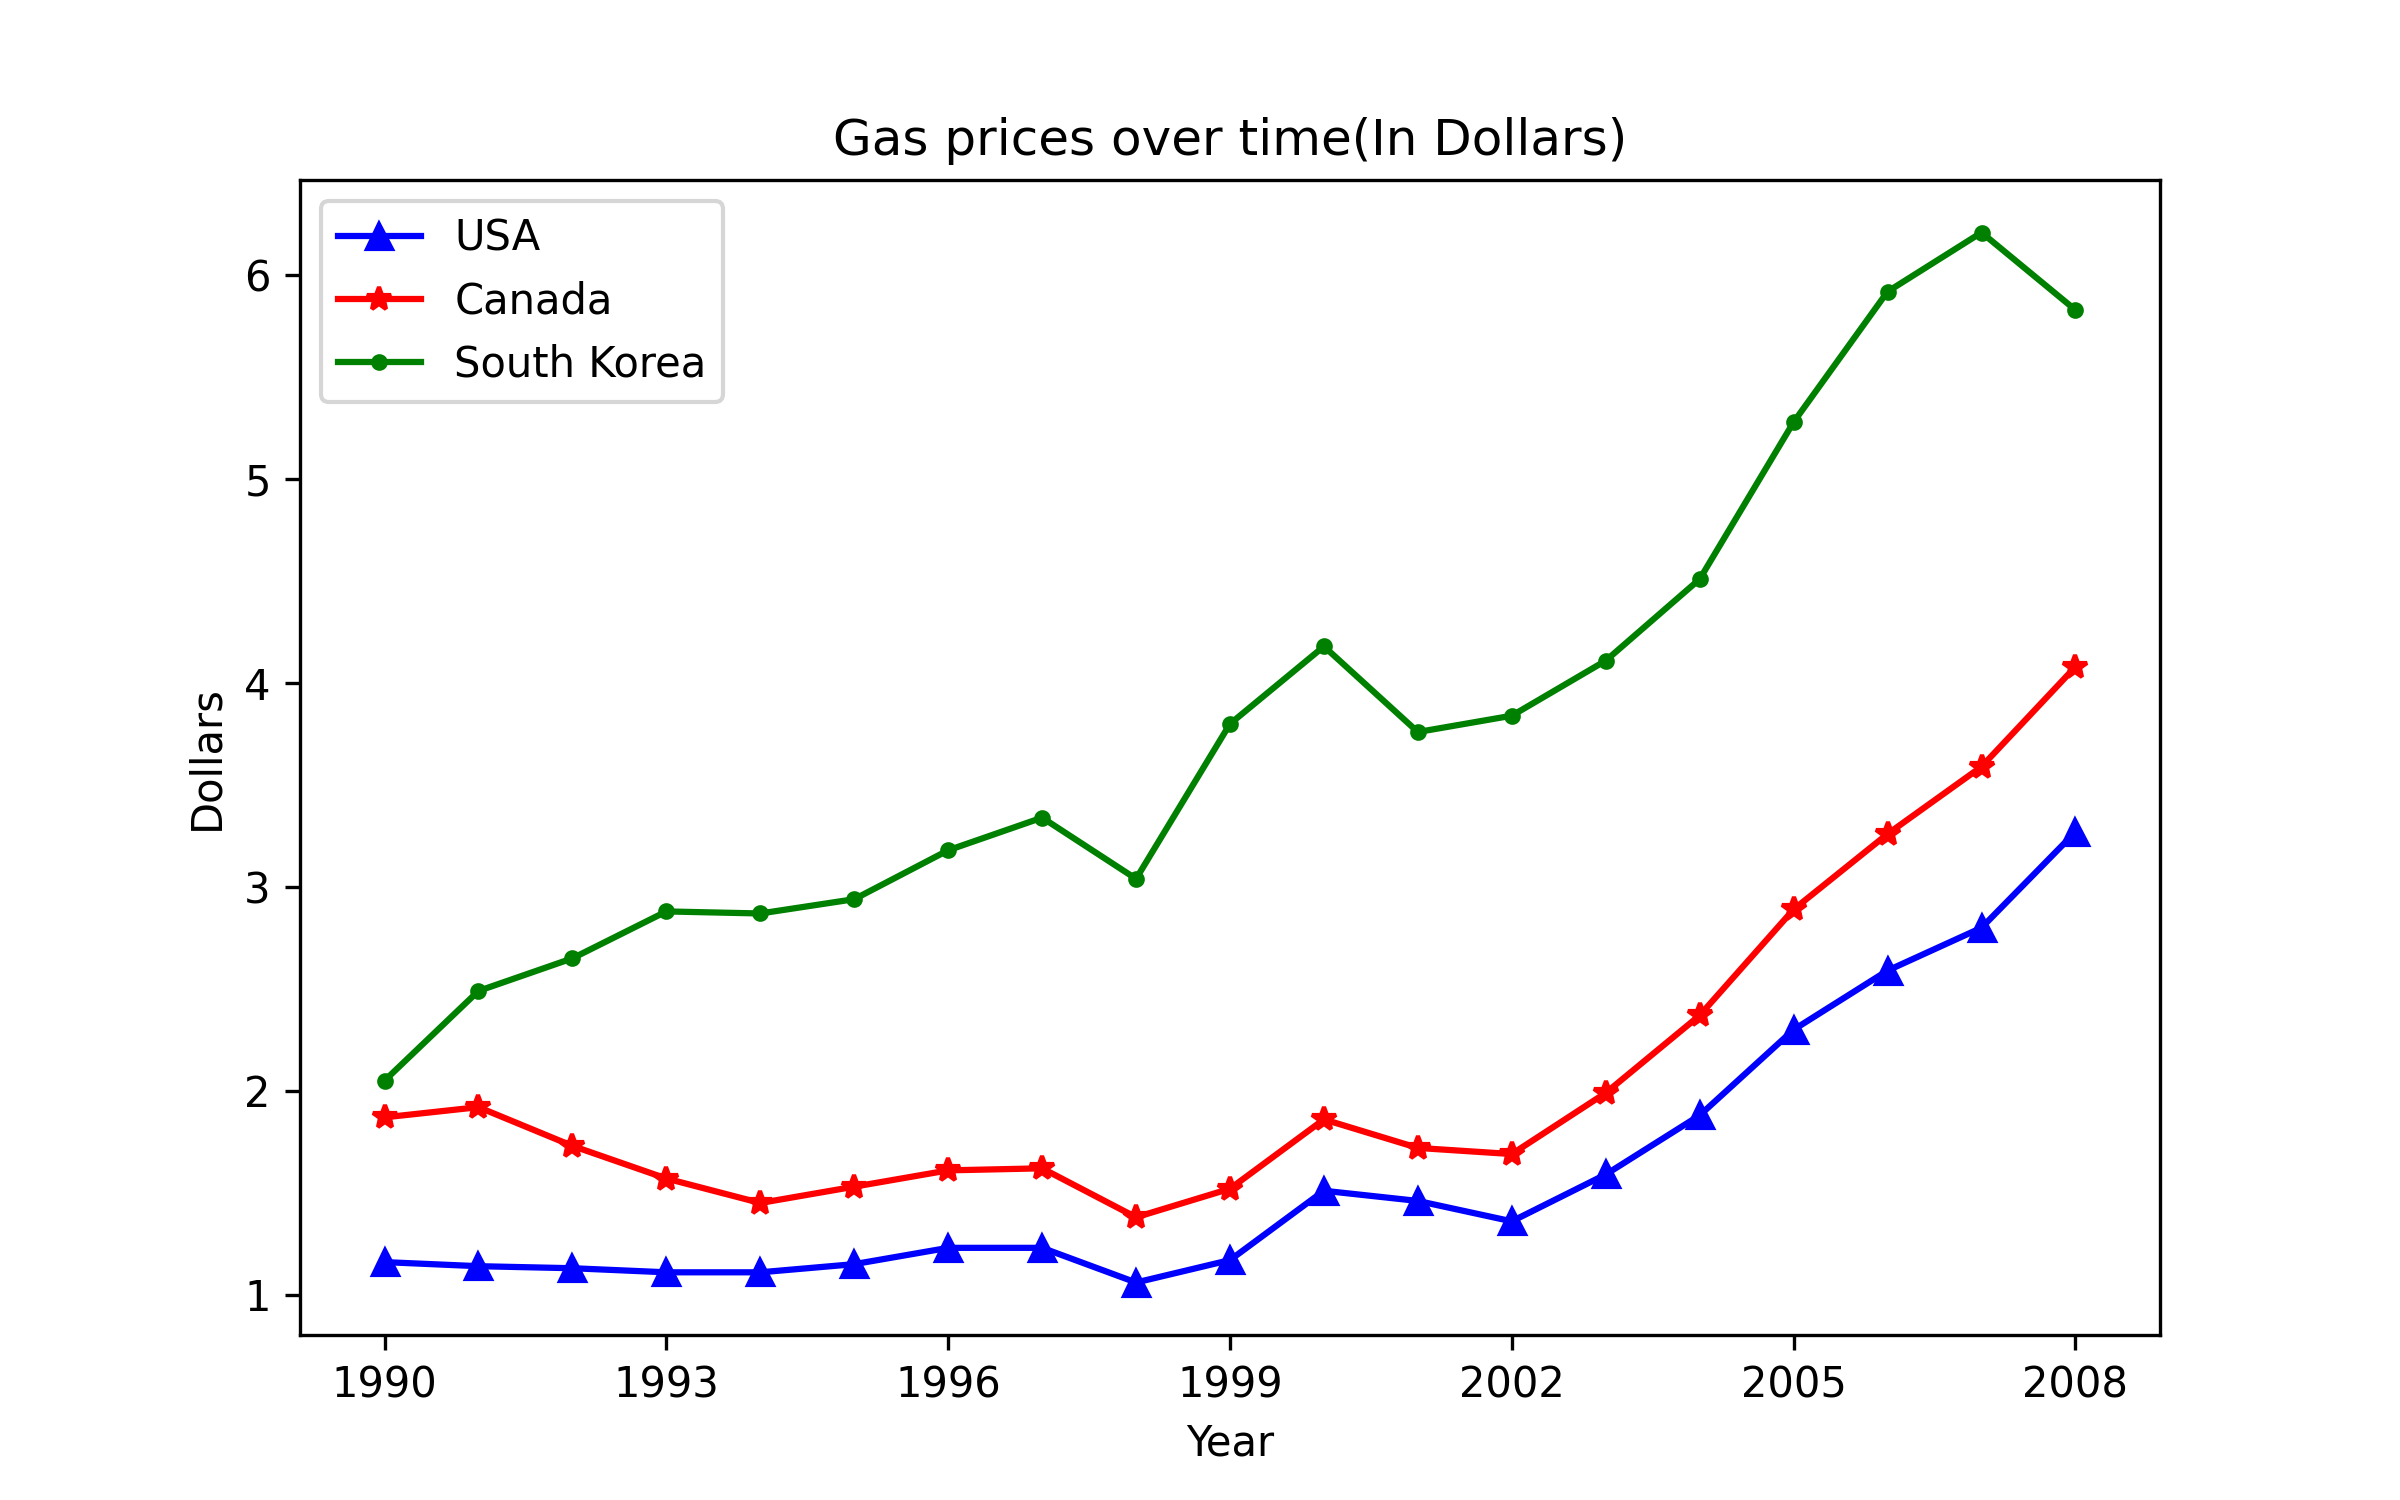 Gas prices over time(In Dollars)
USA
Canada
South Korea
6
5
4
3
2
1
Dollars
1990 1993 1996 1999 2002 2005 2008
Year